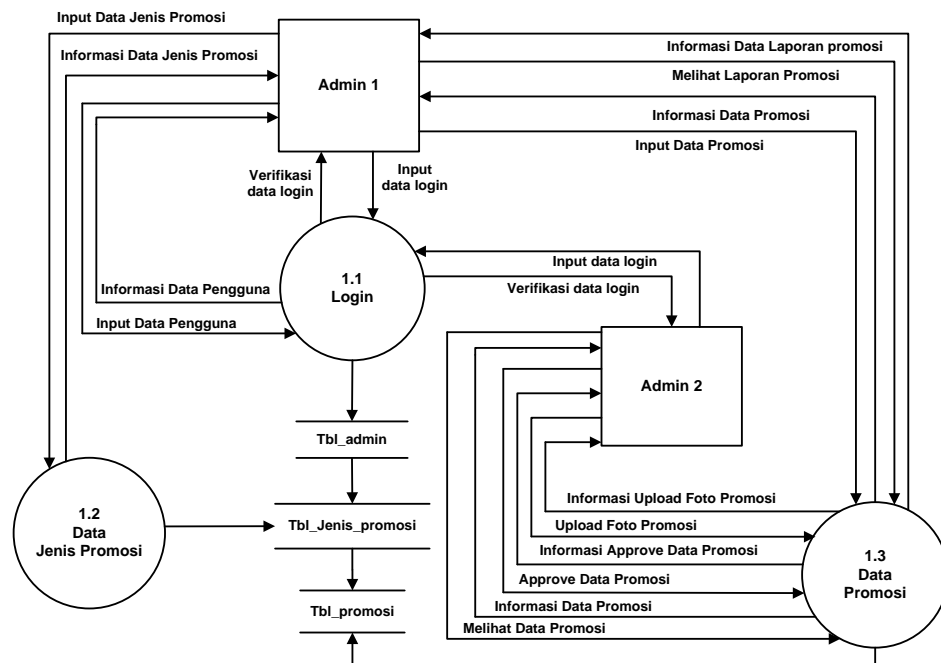 Input Data Jenis Promosi
Informasi Data Jenis Promosi
Admin 1
Informasi Data Laporan promosi
Melihat Laporan Promosi
Informasi Data Promosi
Input Data Promosi
Verifikasi
data login
Input
data login
1.1
Login
Input data login
Verifikasi data login
Informasi Data Pengguna
Input Data Pengguna
Admin 2
Tbl_admin
1.2
Data
Jenis Promosi
Tbl_Jenis_promosi
Tbl_promosi
Informasi Upload Foto Promosi
Upload Foto Promosi
Informasi Approve Data Promosi
Approve Data Promosi
Informasi Data Promosi
Melihat Data Promosi
1.3
Data
Promosi